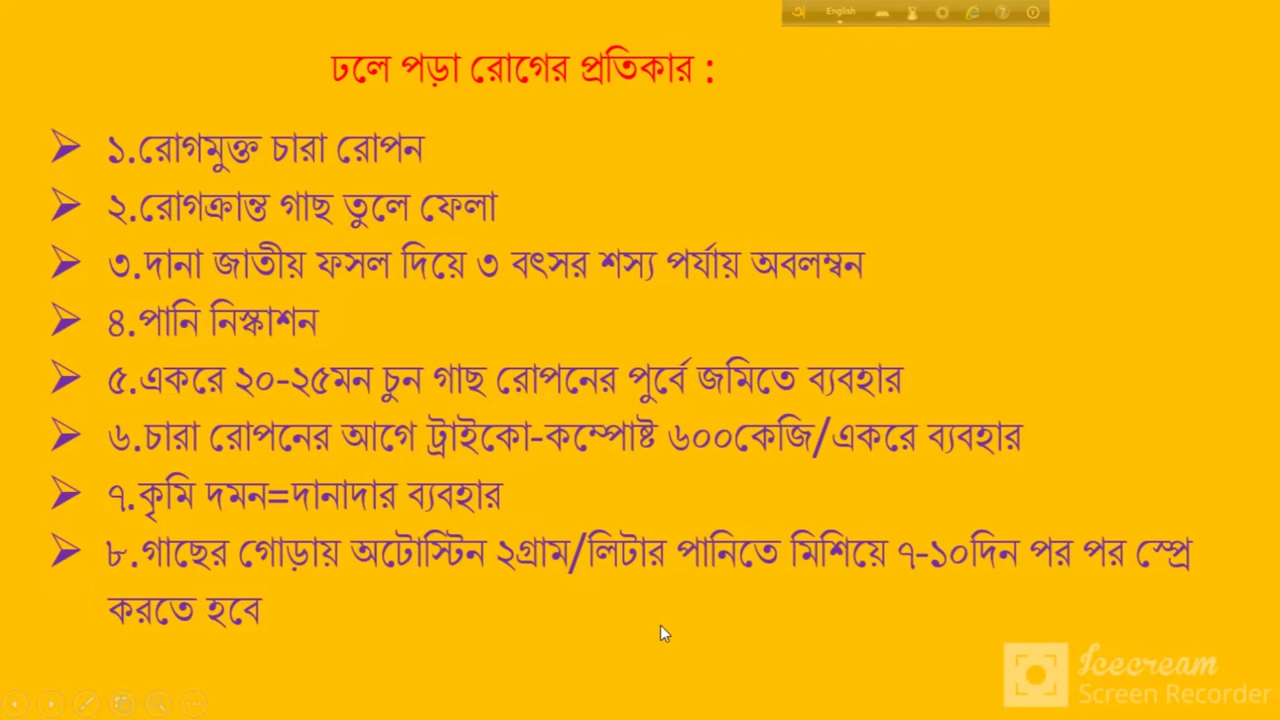 অ English
ঢলে পড়া রোগের প্রতিকার :
১.রোগমুক্ত চারা রোপন
২.রোগক্রান্ত গাছ তুলে ফেলা
৩.দানা জাতীয় ফসল দিয়ে ৩ বৎসর শস্য পর্যায় অবলম্বন
৪.পানি নিস্কাশন
৫.একরে ২০-২৫মন চুন গাছ রোপনের পুর্বে জমিতে ব্যবহার
৬.চারা রোপনের আগে ট্রাইকো-কম্পোষ্ট ৬০০কেজি/একরে ব্যবহার
৭.কৃমি দমন=দানাদার ব্যবহার
৮.গাছের গোড়ায় অটোস্টিন ২গ্রাম/লিটার পানিতে মিশিয়ে ৭-১০দিন পর পর স্প্রে
করতে হবে
Icecream
Screen Recorder